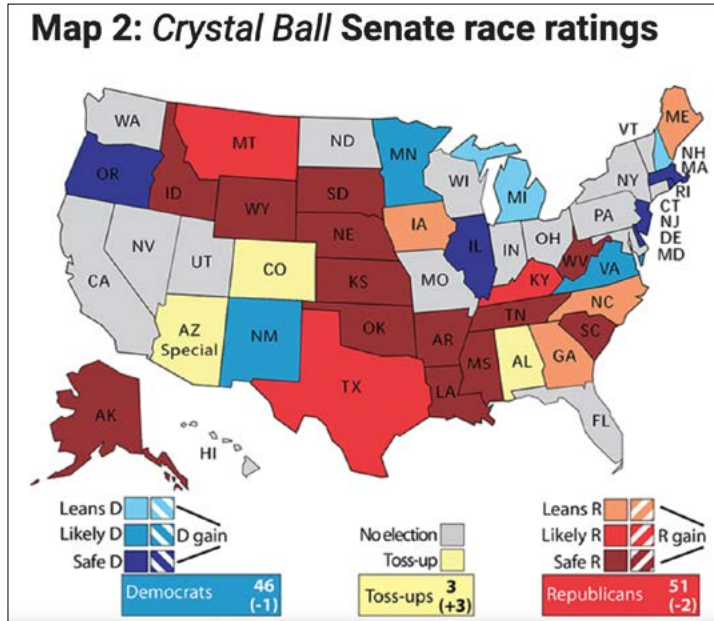 Map 2: Crystal Ball Senate race ratings
WA
MT
ND
MN
VT
ME
OR
ID
WY
SD
WI
MI
NY
NH
MA
RI
CT
NJ
DE
MD
PA
NV
UT
CO
NE
IA
IL
IN
OH
WV
VA
CA
KS
MO
KY
NC
AZ
Special
NM
OK
AR
TN
SC
TX
LA
MS
AL
GA
FL
AK
HI
Leans D
Likely D D gain
Safe D
Democrats 46
(-1)
No election
Toss-up
Toss-ups 3
(+3)
Leans R
Likely R R gain
Safe R
Republicans 51
(-2)